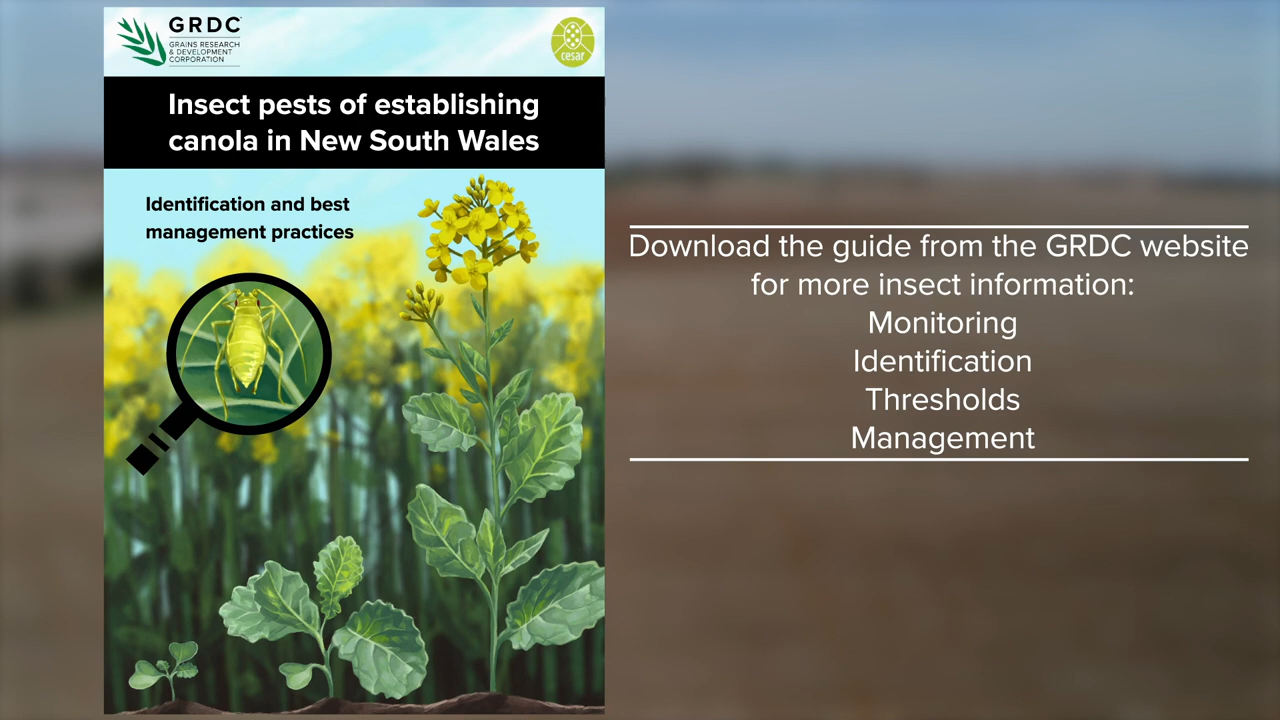 GRDC
GRAINS RESEARCH
& DEVELOPMENT
CORPORATION
cesar
Insect pests of establishing
canola in New South Wales
Identification and best
management practices
Download the guide from the GRDC website
for more insect information:
Monitoring
Identification
Thresholds
Management